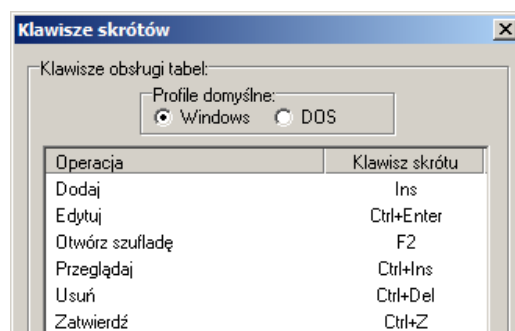 Klawisze skrótów
Klawisze obsługi tabel:
Profile domyślne:
Windows DOS
Operacja Klawisz skrótu
Dodaj Ins
Edytuj Ctrl+Enter
Otwórz szufladę F2
Przeglądaj Ctrl+Ins
Usuń Ctrl+Del
Zatwierdź Ctrl+Z